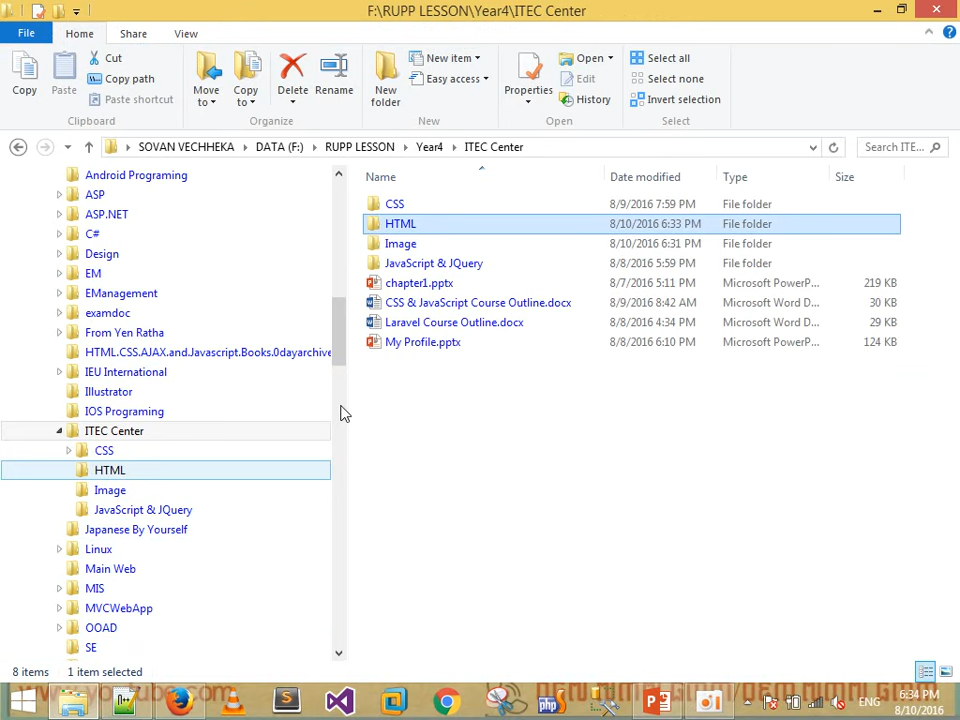 F:\RUPP LESSON\Year4\ITEC Center
File Home Share View
Copy
Paste
Cut
Copy path
Paste shortcut
Clipboard
Move to
Copy to
Delete
Rename
Organize
New folder
New item
Easy access
New
Properties
Open
Edit
History
Open
Select all
Select none
Invert selection
Select
SOVAN VECHHEKA DATA (F:) RUPP LESSON Year4 ITEC Center
Search ITE...
Android Programing
ASP
ASP.NET
C#
Design
EM
EManagement
examdoc
From Yen Ratha
HTML.CSS.AJAX.and.Javascript.Books.0dayarchive
IEU International
Illustrator
IOS Programing
ITEC Center
CSS
HTML
Image
JavaScript & JQuery
Japanese By Yourself
Linux
Main Web
MIS
MVCWebApp
OOAD
SE
Name Date modified Type Size
CSS 8/9/2016 7:59 PM File folder
HTML 8/10/2016 6:33 PM File folder
Image 8/10/2016 6:31 PM File folder
JavaScript & JQuery 8/8/2016 5:59 PM File folder
chapter1.pptx 8/7/2016 5:11 PM Microsoft PowerP... 219 KB
CSS & JavaScript Course Outline.docx 8/9/2016 8:42 AM Microsoft Word D... 30 KB
Laravel Course Outline.docx 8/8/2016 4:34 PM Microsoft Word D... 29 KB
My Profile.pptx 8/8/2016 6:10 PM Microsoft PowerP... 124 KB
8 items 1 item selected
ENG
6:34 PM
8/10/2016